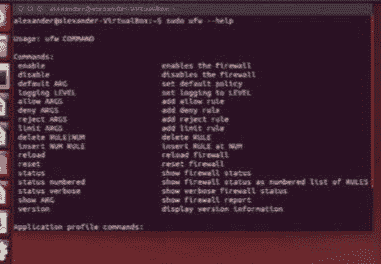 alexander@alexander-VirtualBox:~$ sudo ufw --help
Usage: ufw COMMAND
Commands:
enable enables the firewall
disable disables the firewall
default ARG set default policy
logging LEVEL set logging to LEVEL
allow ARGS add allow rule
deny ARGS add deny rule
reject ARGS add reject rule
limit ARGS add limit rule
delete RULE|NUM delete RULE
insert NUM RULE insert RULE at NUM
reload reload firewall
reset reset firewall
status show firewall status
status numbered show firewall status as numbered list of RULES
status verbose show verbose firewall status
show ARG show firewall report
version display version information
Application profile commands: